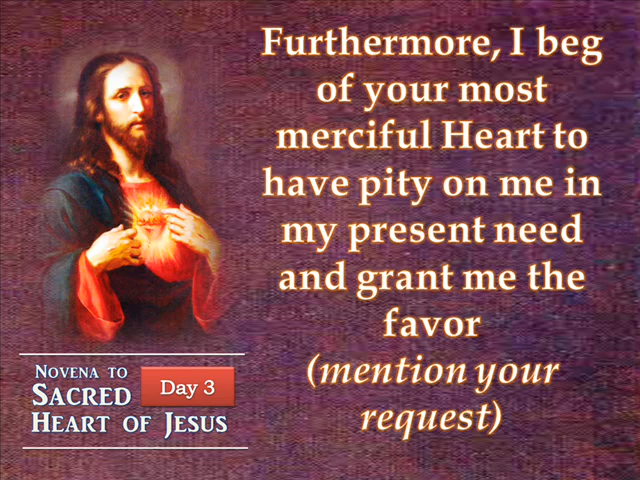 Furthermore, I beg
of your most
merciful Heart to
have pity on me in
my present need
and grant me the
favor
(mention your
request)
Novena to
Sacred
Heart of Jesus
Day 3